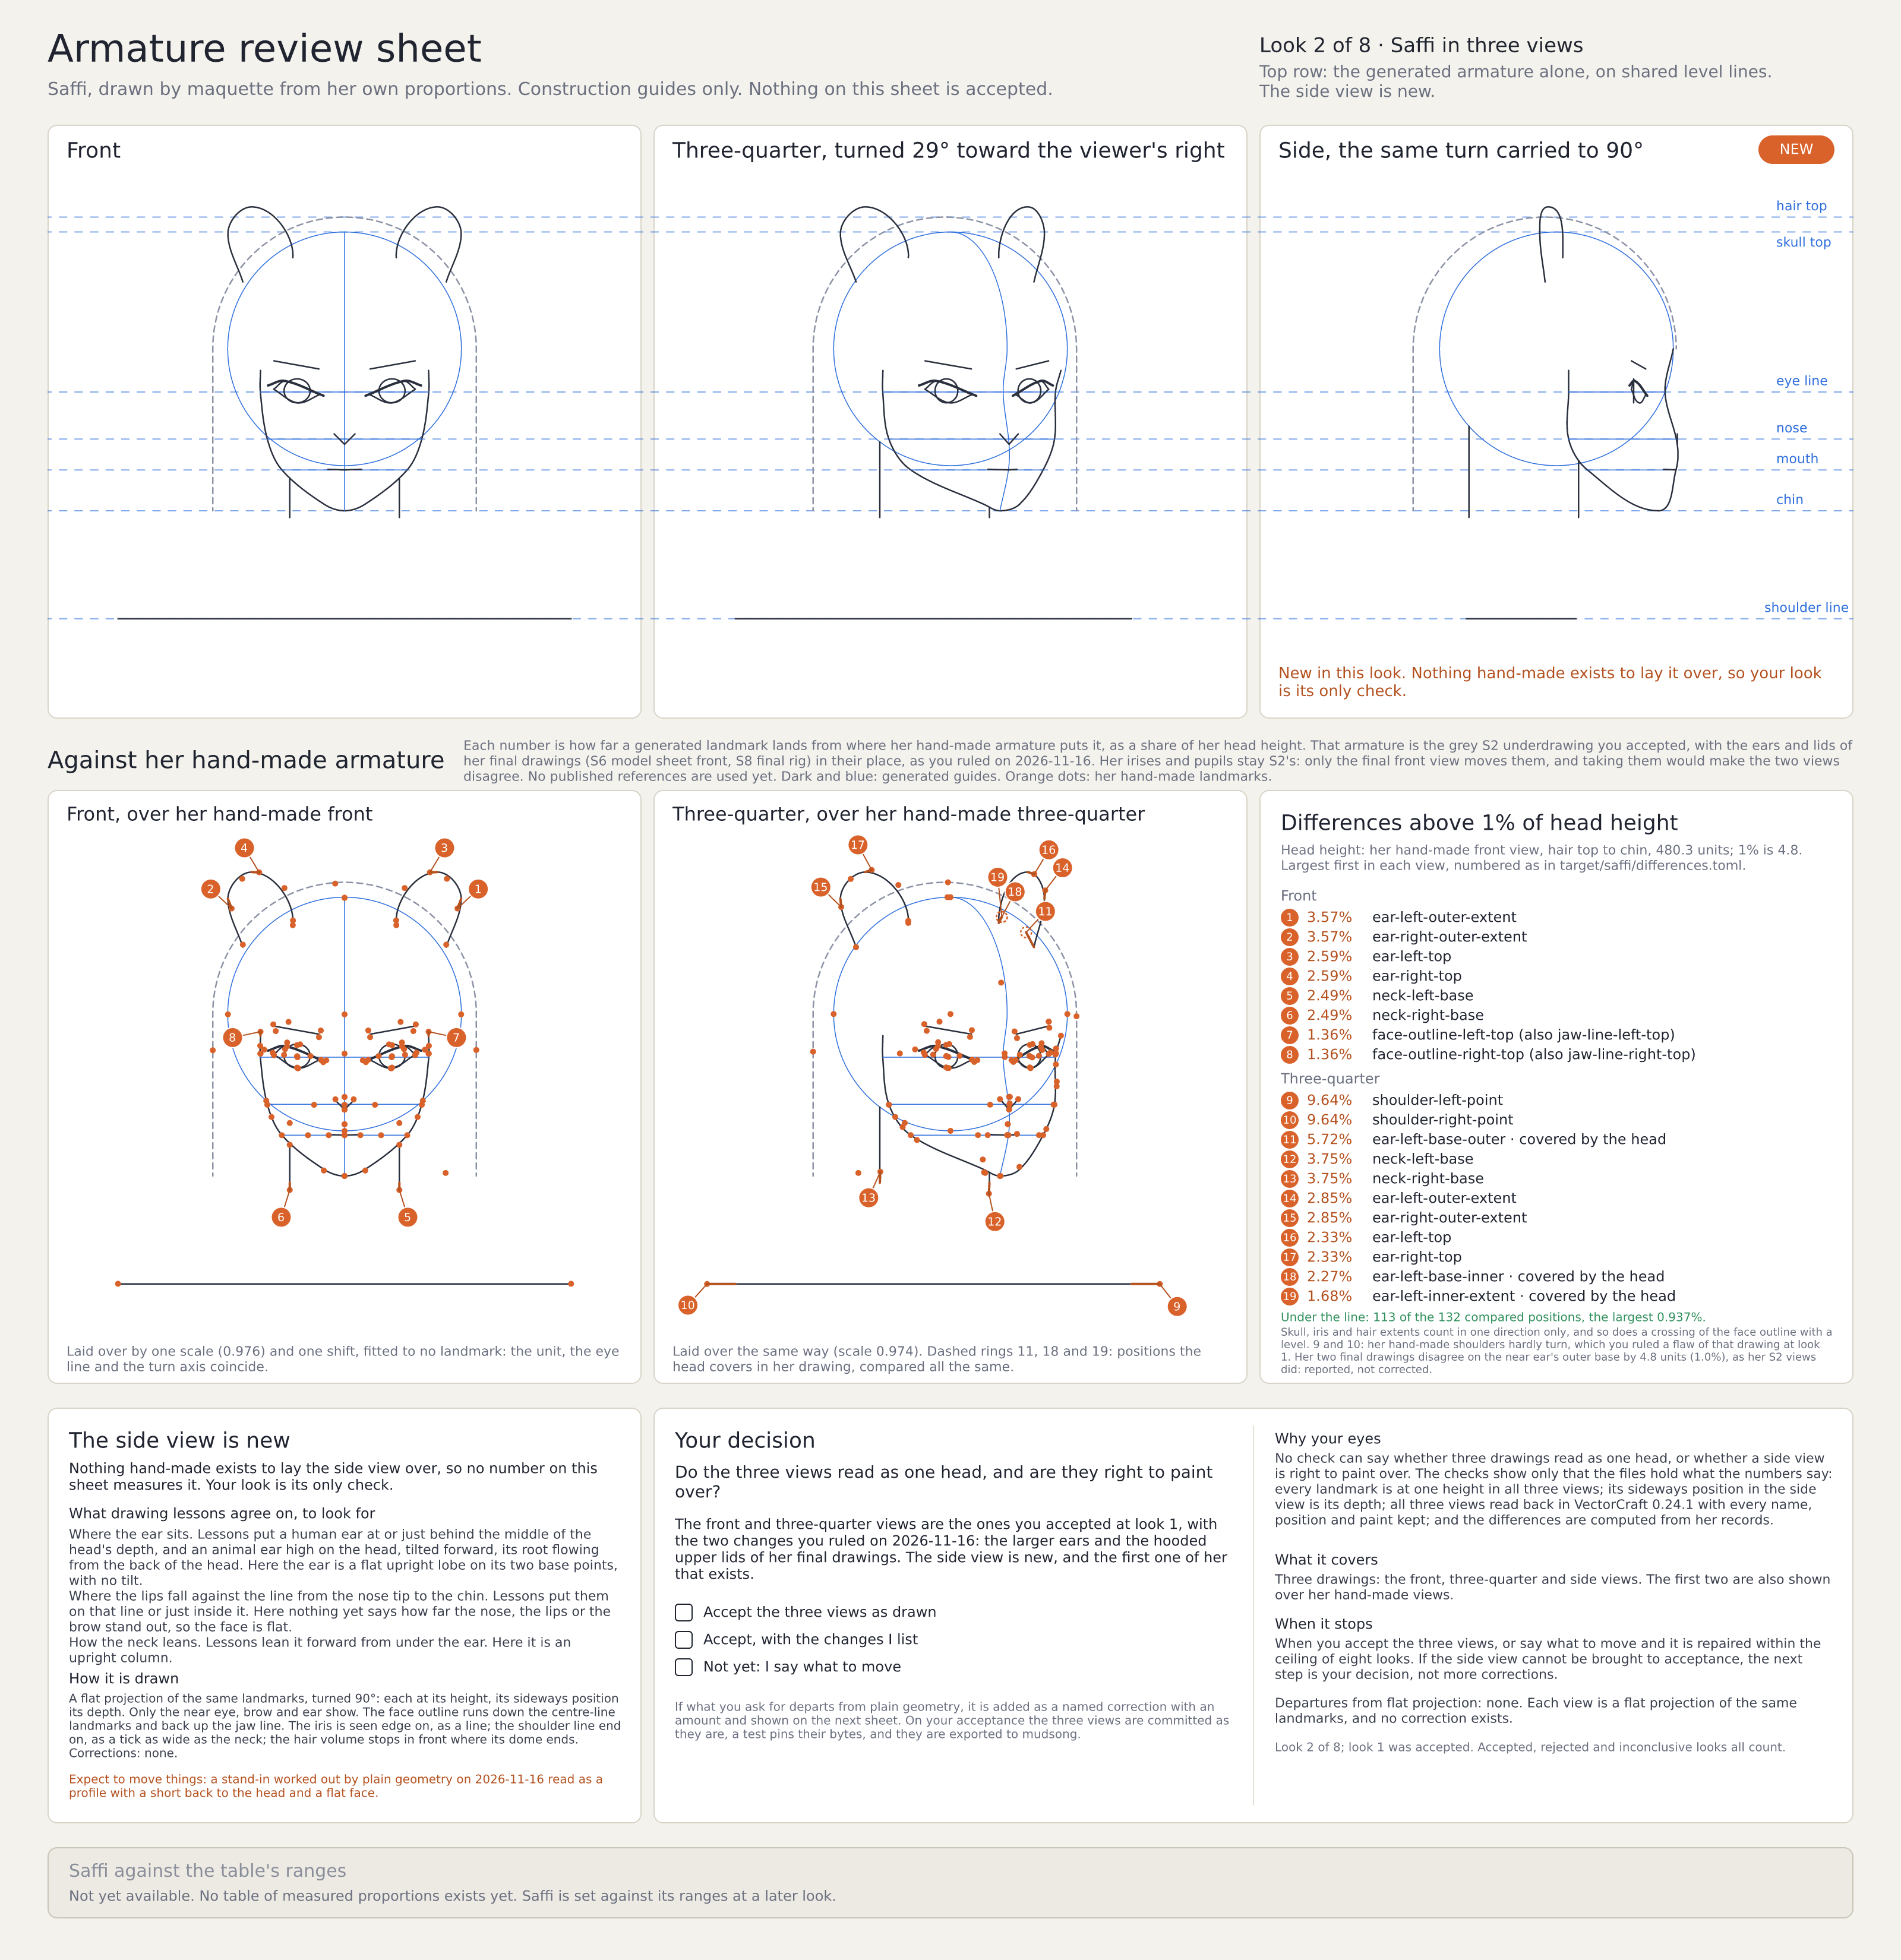 Armature review sheet
Saffi, drawn by maquette from her own proportions. Construction guides only. Nothing on this sheet is accepted.
Look 2 of 8 · Saffi in three views
Top row: the generated armature alone, on shared level lines.
The side view is new.
Front
Three-quarter, turned 29° toward the viewer's right
Side, the same turn carried to 90°
NEW
hair top
skull top
eye line
nose
mouth
chin
shoulder line
New in this look. Nothing hand-made exists to lay it over, so your look
is its only check.
Against her hand-made armature
Each number is how far a generated landmark lands from where her hand-made armature puts it, as a share of her head height. That armature is the grey S2 underdrawing you accepted, with the ears and lids of
her final drawings (S6 model sheet front, S8 final rig) in their place, as you ruled on 2026-11-16. Her irises and pupils stay S2's: only the final front view moves them, and taking them would make the two views
disagree. No published references are used yet. Dark and blue: generated guides. Orange dots: her hand-made landmarks.
Front, over her hand-made front
4
3
2
1
8
7
6
5
Laid over by one scale (0.976) and one shift, fitted to no landmark: the unit, the eye
line and the turn axis coincide.
Three-quarter, over her hand-made three-quarter
17
16
14
19
18
15
11
13
12
10
9
Laid over the same way (scale 0.974). Dashed rings 11, 18 and 19: positions the
head covers in her drawing, compared all the same.
Differences above 1% of head height
Head height: her hand-made front view, hair top to chin, 480.3 units; 1% is 4.8.
Largest first in each view, numbered as in target/saffi/differences.toml.
Front
1 3.57% ear-left-outer-extent
2 3.57% ear-right-outer-extent
3 2.59% ear-left-top
4 2.59% ear-right-top
5 2.49% neck-left-base
6 2.49% neck-right-base
7 1.36% face-outline-left-top (also jaw-line-left-top)
8 1.36% face-outline-right-top (also jaw-line-right-top)
Three-quarter
9 9.64% shoulder-left-point
10 9.64% shoulder-right-point
11 5.72% ear-left-base-outer · covered by the head
12 3.75% neck-left-base
13 3.75% neck-right-base
14 2.85% ear-left-outer-extent
15 2.85% ear-right-outer-extent
16 2.33% ear-left-top
17 2.33% ear-right-top
18 2.27% ear-left-base-inner · covered by the head
19 1.68% ear-left-inner-extent · covered by the head
Under the line: 113 of the 132 compared positions, the largest 0.937%.
Skull, iris and hair extents count in one direction only, and so does a crossing of the face outline with a
level. 9 and 10: her hand-made shoulders hardly turn, which you ruled a flaw of that drawing at look
1. Her two final drawings disagree on the near ear's outer base by 4.8 units (1.0%), as her S2 views
did: reported, not corrected.
The side view is new
Nothing hand-made exists to lay the side view over, so no number on this
sheet measures it. Your look is its only check.
What drawing lessons agree on, to look for
Where the ear sits. Lessons put a human ear at or just behind the middle of the
head's depth, and an animal ear high on the head, tilted forward, its root flowing
from the back of the head. Here the ear is a flat upright lobe on its two base points,
with no tilt.
Where the lips fall against the line from the nose tip to the chin. Lessons put them
on that line or just inside it. Here nothing yet says how far the nose, the lips or the
brow stand out, so the face is flat.
How the neck leans. Lessons lean it forward from under the ear. Here it is an
upright column.
How it is drawn
A flat projection of the same landmarks, turned 90°: each at its height, its sideways position
its depth. Only the near eye, brow and ear show. The face outline runs down the centre-line
landmarks and back up the jaw line. The iris is seen edge on, as a line; the shoulder line end
on, as a tick as wide as the neck; the hair volume stops in front where its dome ends.
Corrections: none.
Expect to move things: a stand-in worked out by plain geometry on 2026-11-16 read as a
profile with a short back to the head and a flat face.
Your decision
Do the three views read as one head, and are they right to paint
over?
The front and three-quarter views are the ones you accepted at look 1, with
the two changes you ruled on 2026-11-16: the larger ears and the hooded
upper lids of her final drawings. The side view is new, and the first one of her
that exists.
Accept the three views as drawn
Accept, with the changes I list
Not yet: I say what to move
If what you ask for departs from plain geometry, it is added as a named correction with an
amount and shown on the next sheet. On your acceptance the three views are committed as
they are, a test pins their bytes, and they are exported to mudsong.
Why your eyes
No check can say whether three drawings read as one head, or whether a side view
is right to paint over. The checks show only that the files hold what the numbers say:
every landmark is at one height in all three views; its sideways position in the side
view is its depth; all three views read back in VectorCraft 0.24.1 with every name,
position and paint kept; and the differences are computed from her records.
What it covers
Three drawings: the front, three-quarter and side views. The first two are also shown
over her hand-made views.
When it stops
When you accept the three views, or say what to move and it is repaired within the
ceiling of eight looks. If the side view cannot be brought to acceptance, the next
step is your decision, not more corrections.
Departures from flat projection: none. Each view is a flat projection of the same
landmarks, and no correction exists.
Look 2 of 8; look 1 was accepted. Accepted, rejected and inconclusive looks all count.
Saffi against the table's ranges
Not yet available. No table of measured proportions exists yet. Saffi is set against its ranges at a later look.